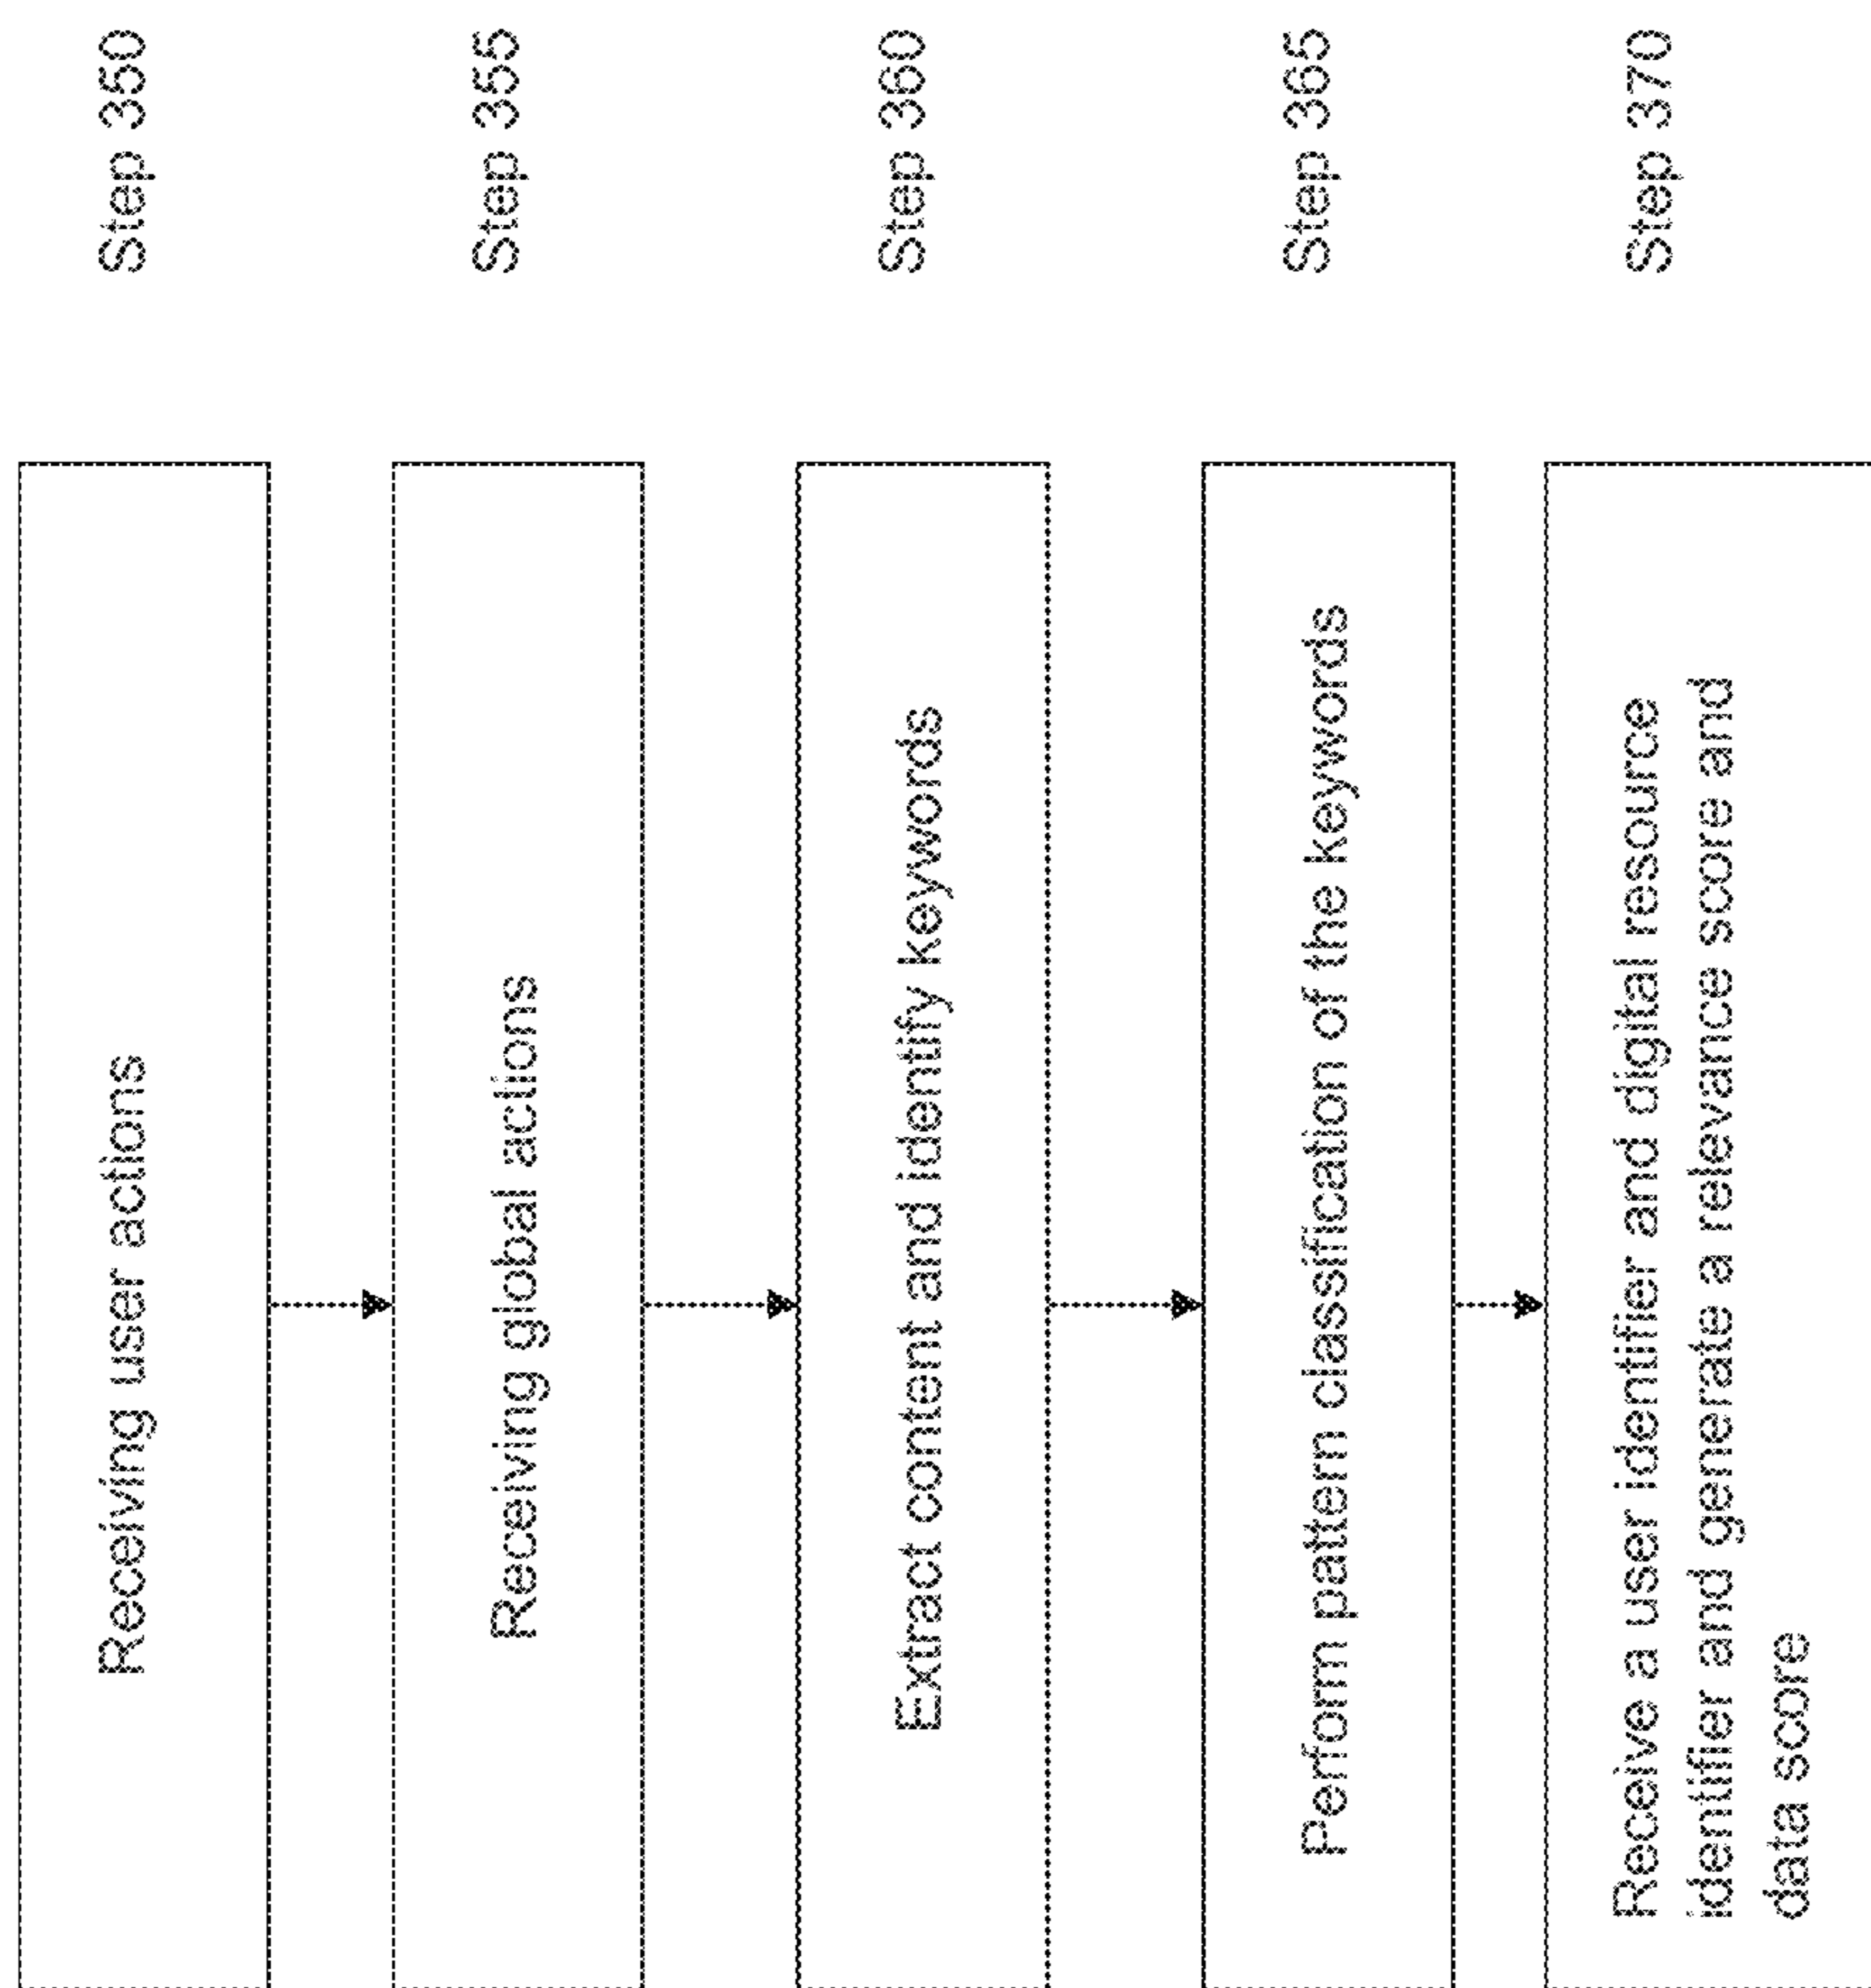 Receiving user actions
Step 350
Receiving global actions
Step 355
Extract content and identify keywords
Step 360
Perform pattern classification of the keywords
Step 365
Receive a user identifier and digital resource
identifier and generate a relevance score and
data score
Step 370